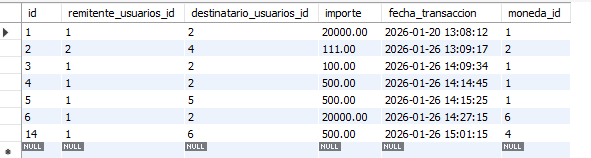 id remitente_usuarios_id destinatario_usuarios_id importe fecha_transaccion moneda_id
1 1 2 20000.00 2026-01-20 13:08:12 1
2 2 4 111.00 2026-01-26 13:09:17 2
3 1 2 100.00 2026-01-26 14:09:34 1
4 1 2 500.00 2026-01-26 14:14:45 1
5 1 5 500.00 2026-01-26 14:15:25 1
6 1 2 20000.00 2026-01-26 14:27:15 6
14 1 6 500.00 2026-01-26 15:01:15 4
NULL NULL NULL NULL NULL NULL